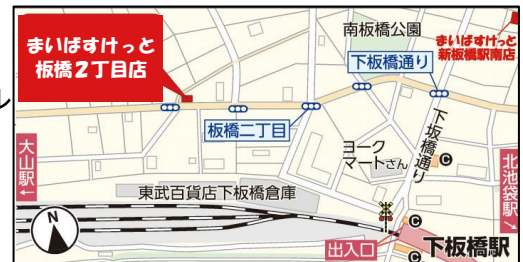 まいばすけっと
板橋2丁目店
南板橋公園
まいばすけっと
新板橋駅南店
下板橋通り
ル
板橋二丁目
下坂橋通り
ヨーク
マートさん
C
大山駅←
北池袋駅→
東武百貨店下板橋倉庫
N
C
出入口
C
下板橋駅